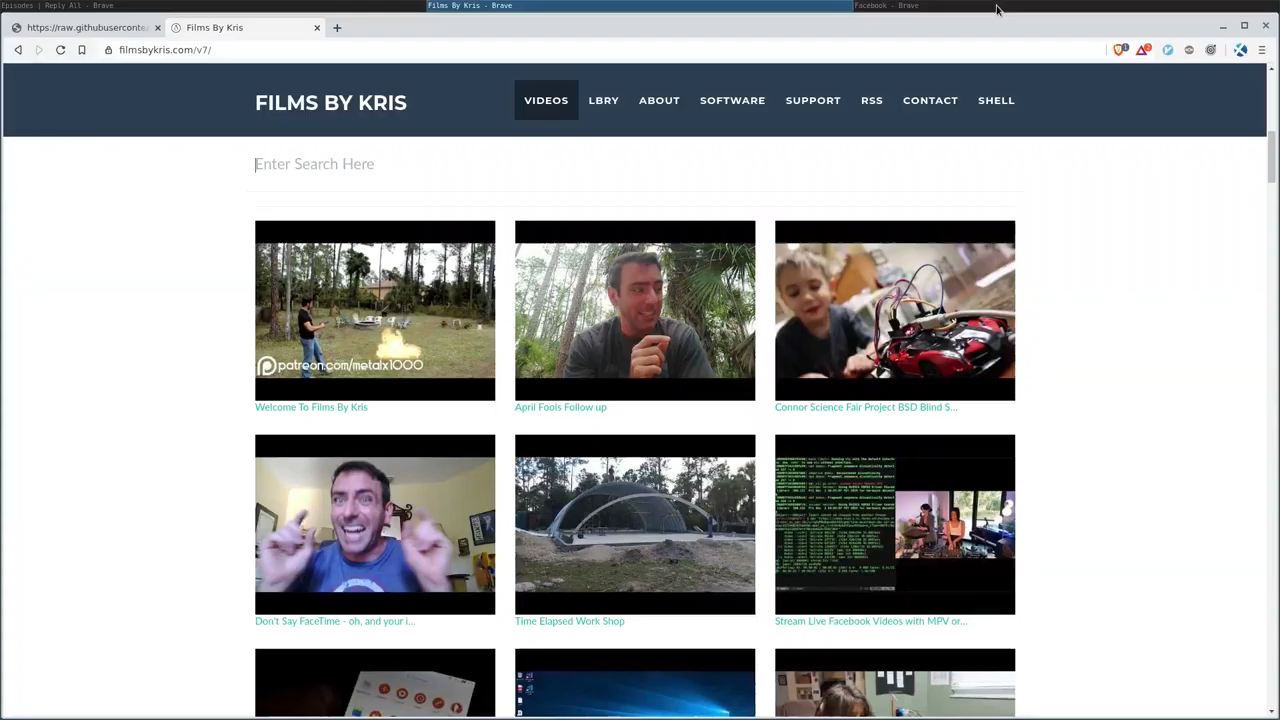 Episodes | Reply All - Brave
Films By Kris - Brave
Facebook - Brave
https://raw.githubuserconte
Films By Kris
filmsbykris.com/v7/
FILMS BY KRIS
VIDEOS
LBRY
ABOUT
SOFTWARE
SUPPORT
RSS
CONTACT
SHELL
Enter Search Here
patreon.com/metalx1000
Welcome To Films By Kris
April Fools Follow up
Connor Science Fair Project BSD Blind S...
Don't Say FaceTime - oh, and your i...
Time Elapsed Work Shop
Stream Live Facebook Videos with MPV or...